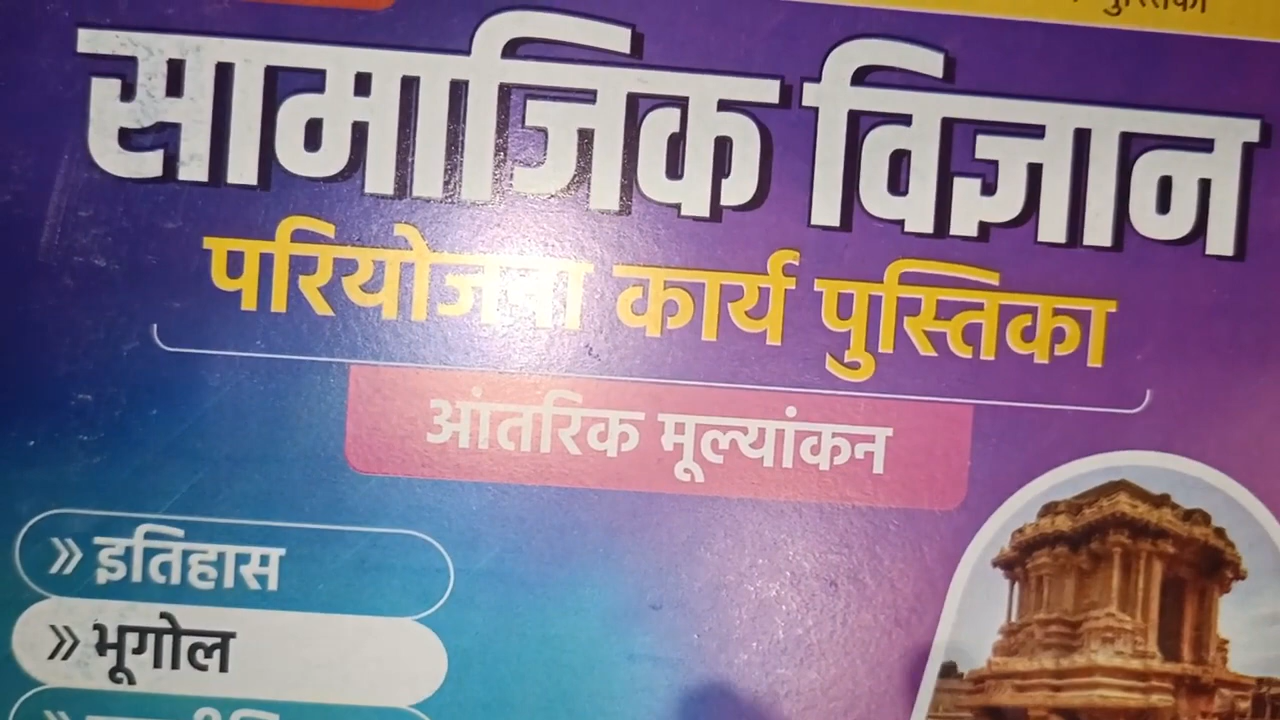 पुस्तिका
सामाजिक विज्ञान
परियोजना कार्य पुस्तिका
आंतरिक मूल्यांकन
» इतिहास
» भूगोल